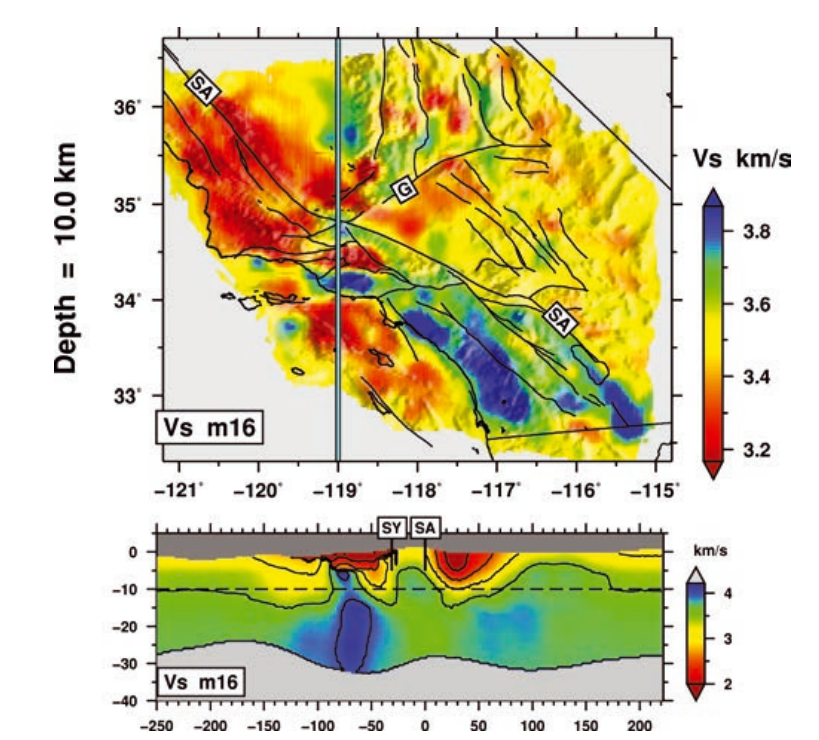 Depth = 10.0 km
36°
35°
34°
33°
SA
G
SA
Vs m16
−121° −120° −119° −118° −117° −116° −115°
Vs km/s
3.8
3.6
3.4
3.2
SY SA
0
−10
−20
−30
−40
Vs m16
−250 −200 −150 −100 −50 0 50 100 150 200
km/s
4
3
2